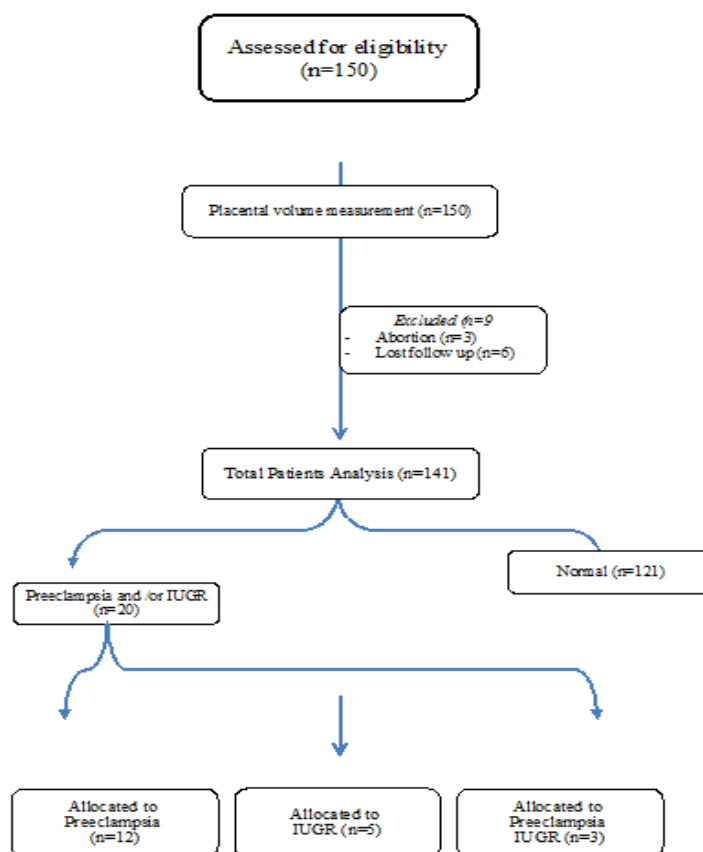 Assessed for eligibility
(n=150)
Placental volume measurement (n=150)
Excluded (n=9
- Abortion (n=3)
- Lost follow up (n=6)
Total Patients Analysis (n=141)
Normal (n=121)
Preeclampsia and /or IUGR
(n=20)
Allocated to
Preeclampsia
(n=12)
Allocated to
IUGR (n=5)
Allocated to
Preeclampsia
IUGR (n=3)